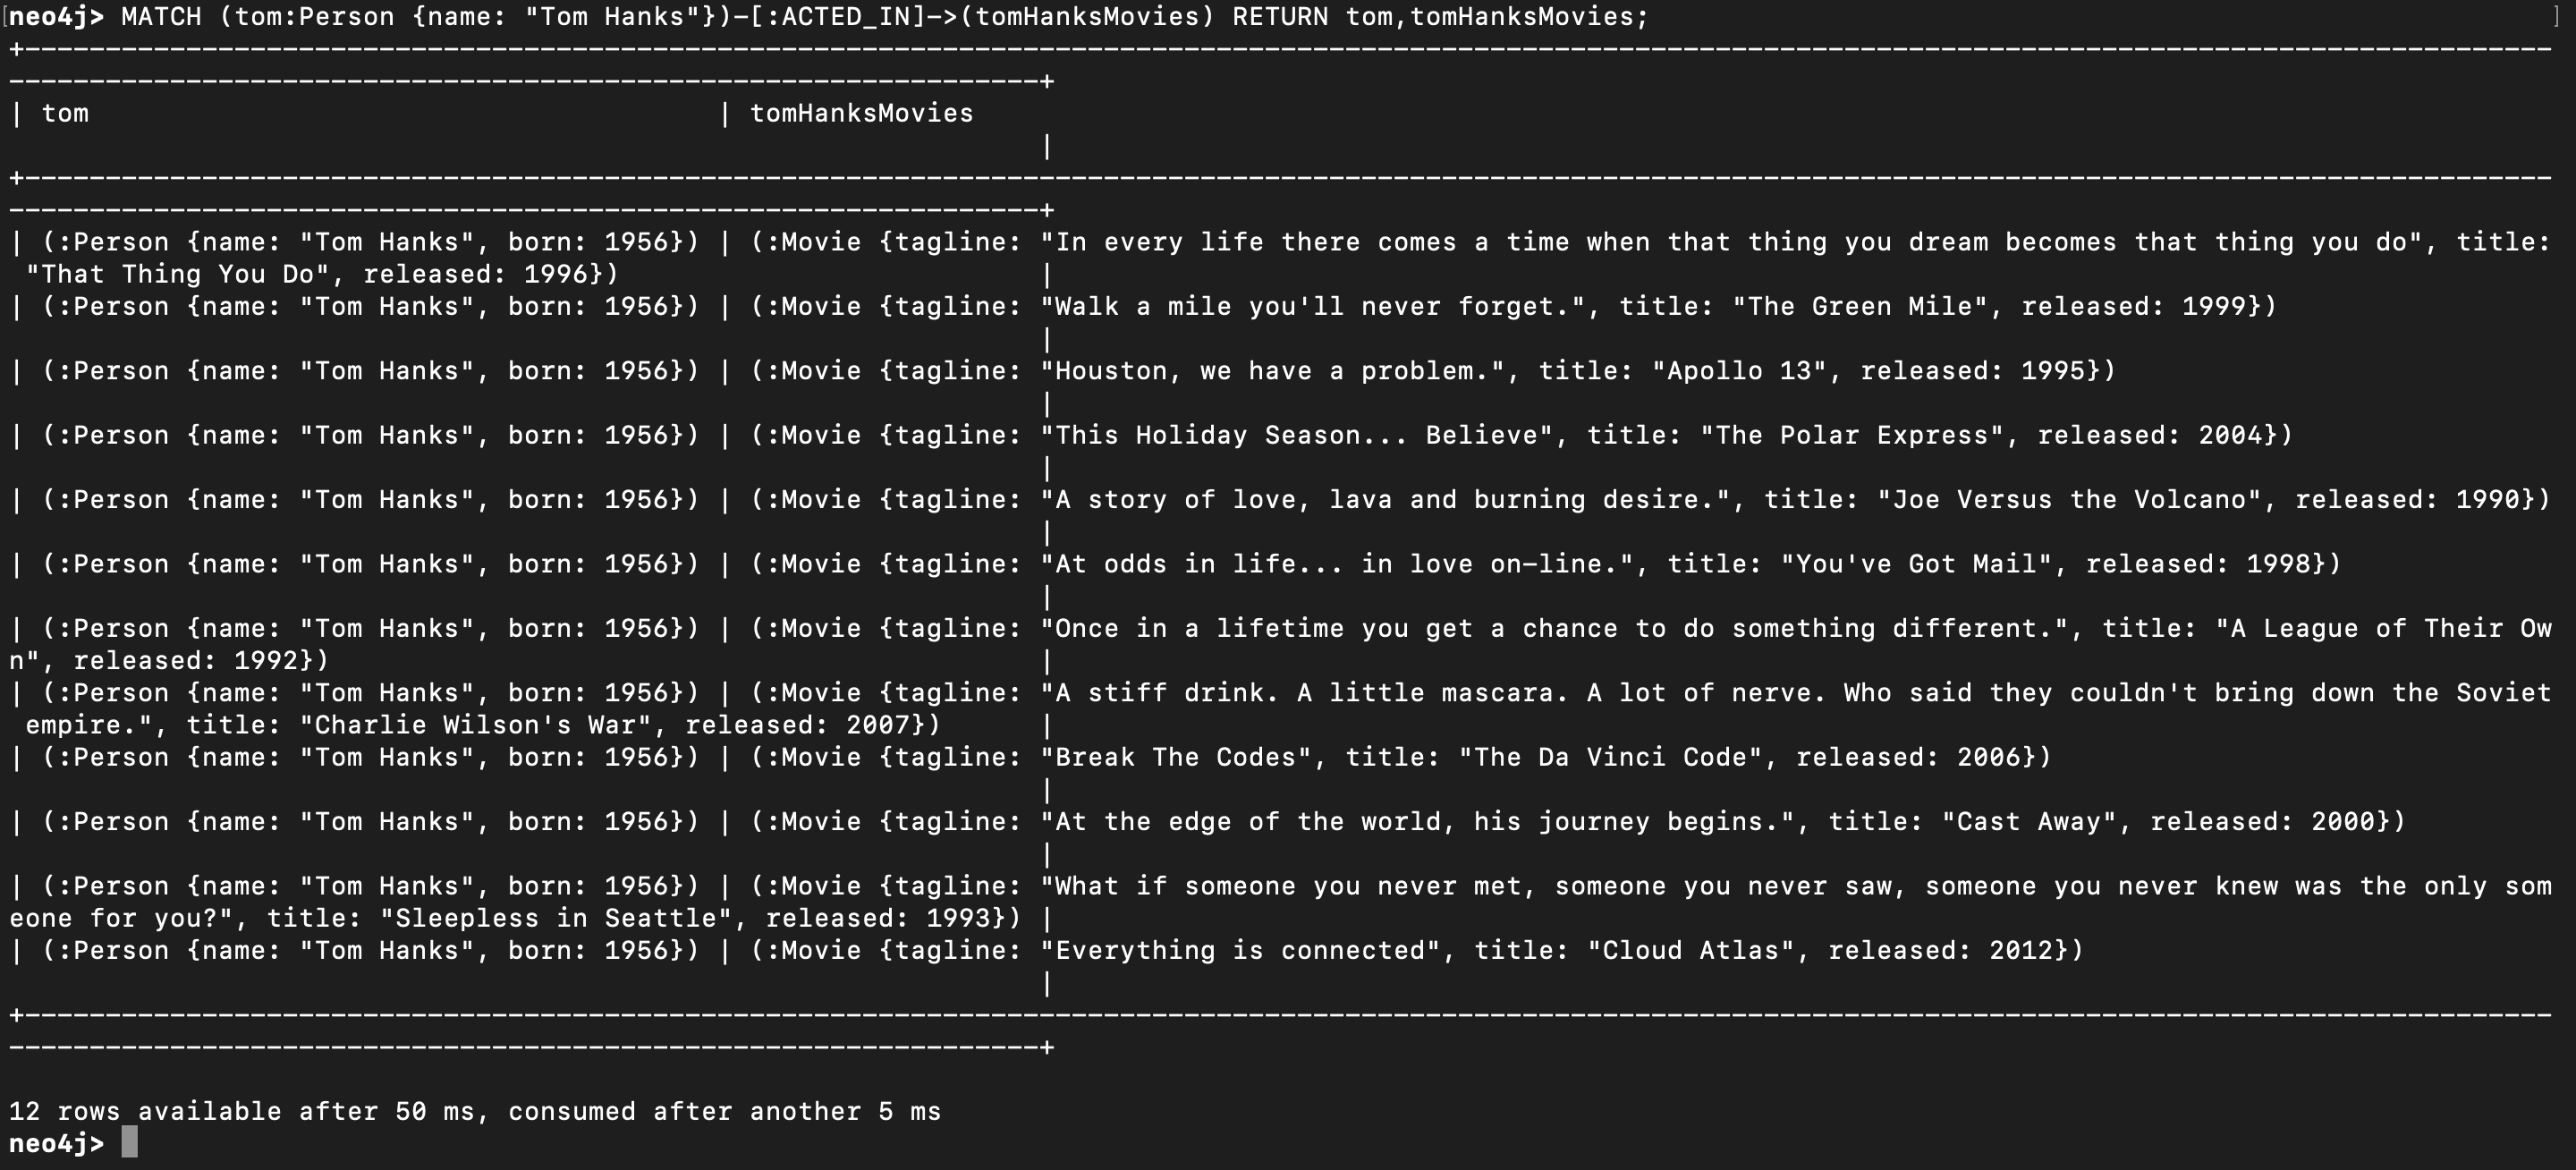 [neo4j> MATCH (tom:Person {name: "Tom Hanks"})-[:ACTED_IN]->(tomHanksMovies) RETURN tom,tomHanksMovies; ]
+--------------------------------------------------------------------------------------------------------------------------------------------------------------
----------------------------------------------------------------+
| tom                                       | tomHanksMovies
                                                                |
+--------------------------------------------------------------------------------------------------------------------------------------------------------------
----------------------------------------------------------------+
| (:Person {name: "Tom Hanks", born: 1956}) | (:Movie {tagline: "In every life there comes a time when that thing you dream becomes that thing you do", title:
 "That Thing You Do", released: 1996})                          |
| (:Person {name: "Tom Hanks", born: 1956}) | (:Movie {tagline: "Walk a mile you'll never forget.", title: "The Green Mile", released: 1999})
                                                                |
| (:Person {name: "Tom Hanks", born: 1956}) | (:Movie {tagline: "Houston, we have a problem.", title: "Apollo 13", released: 1995})
                                                                |
| (:Person {name: "Tom Hanks", born: 1956}) | (:Movie {tagline: "This Holiday Season... Believe", title: "The Polar Express", released: 2004})
                                                                |
| (:Person {name: "Tom Hanks", born: 1956}) | (:Movie {tagline: "A story of love, lava and burning desire.", title: "Joe Versus the Volcano", released: 1990})
                                                                |
| (:Person {name: "Tom Hanks", born: 1956}) | (:Movie {tagline: "At odds in life... in love on-line.", title: "You've Got Mail", released: 1998})
                                                                |
| (:Person {name: "Tom Hanks", born: 1956}) | (:Movie {tagline: "Once in a lifetime you get a chance to do something different.", title: "A League of Their Ow
n", released: 1992})                                            |
| (:Person {name: "Tom Hanks", born: 1956}) | (:Movie {tagline: "A stiff drink. A little mascara. A lot of nerve. Who said they couldn't bring down the Soviet
 empire.", title: "Charlie Wilson's War", released: 2007})      |
| (:Person {name: "Tom Hanks", born: 1956}) | (:Movie {tagline: "Break The Codes", title: "The Da Vinci Code", released: 2006})
                                                                |
| (:Person {name: "Tom Hanks", born: 1956}) | (:Movie {tagline: "At the edge of the world, his journey begins.", title: "Cast Away", released: 2000})
                                                                |
| (:Person {name: "Tom Hanks", born: 1956}) | (:Movie {tagline: "What if someone you never met, someone you never saw, someone you never knew was the only som
eone for you?", title: "Sleepless in Seattle", released: 1993}) |
| (:Person {name: "Tom Hanks", born: 1956}) | (:Movie {tagline: "Everything is connected", title: "Cloud Atlas", released: 2012})
                                                                |
+--------------------------------------------------------------------------------------------------------------------------------------------------------------
----------------------------------------------------------------+
12 rows available after 50 ms, consumed after another 5 ms
neo4j>